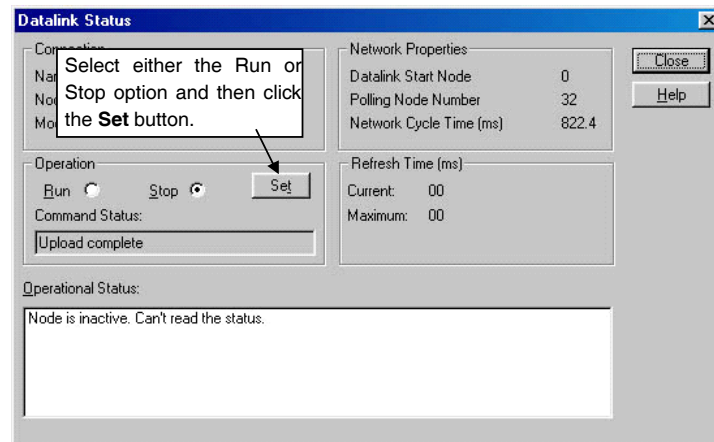 Datalink Status
Connection
Select either the Run or
Stop option and then click
the Set button.
Network Properties
Datalink Start Node 0
Polling Node Number 32
Network Cycle Time (ms) 822.4
Close
Help
Operation
Run Stop Set
Command Status:
Upload complete
Refresh Time (ms)
Current: 00
Maximum: 00
Operational Status:
Node is inactive. Can't read the status.